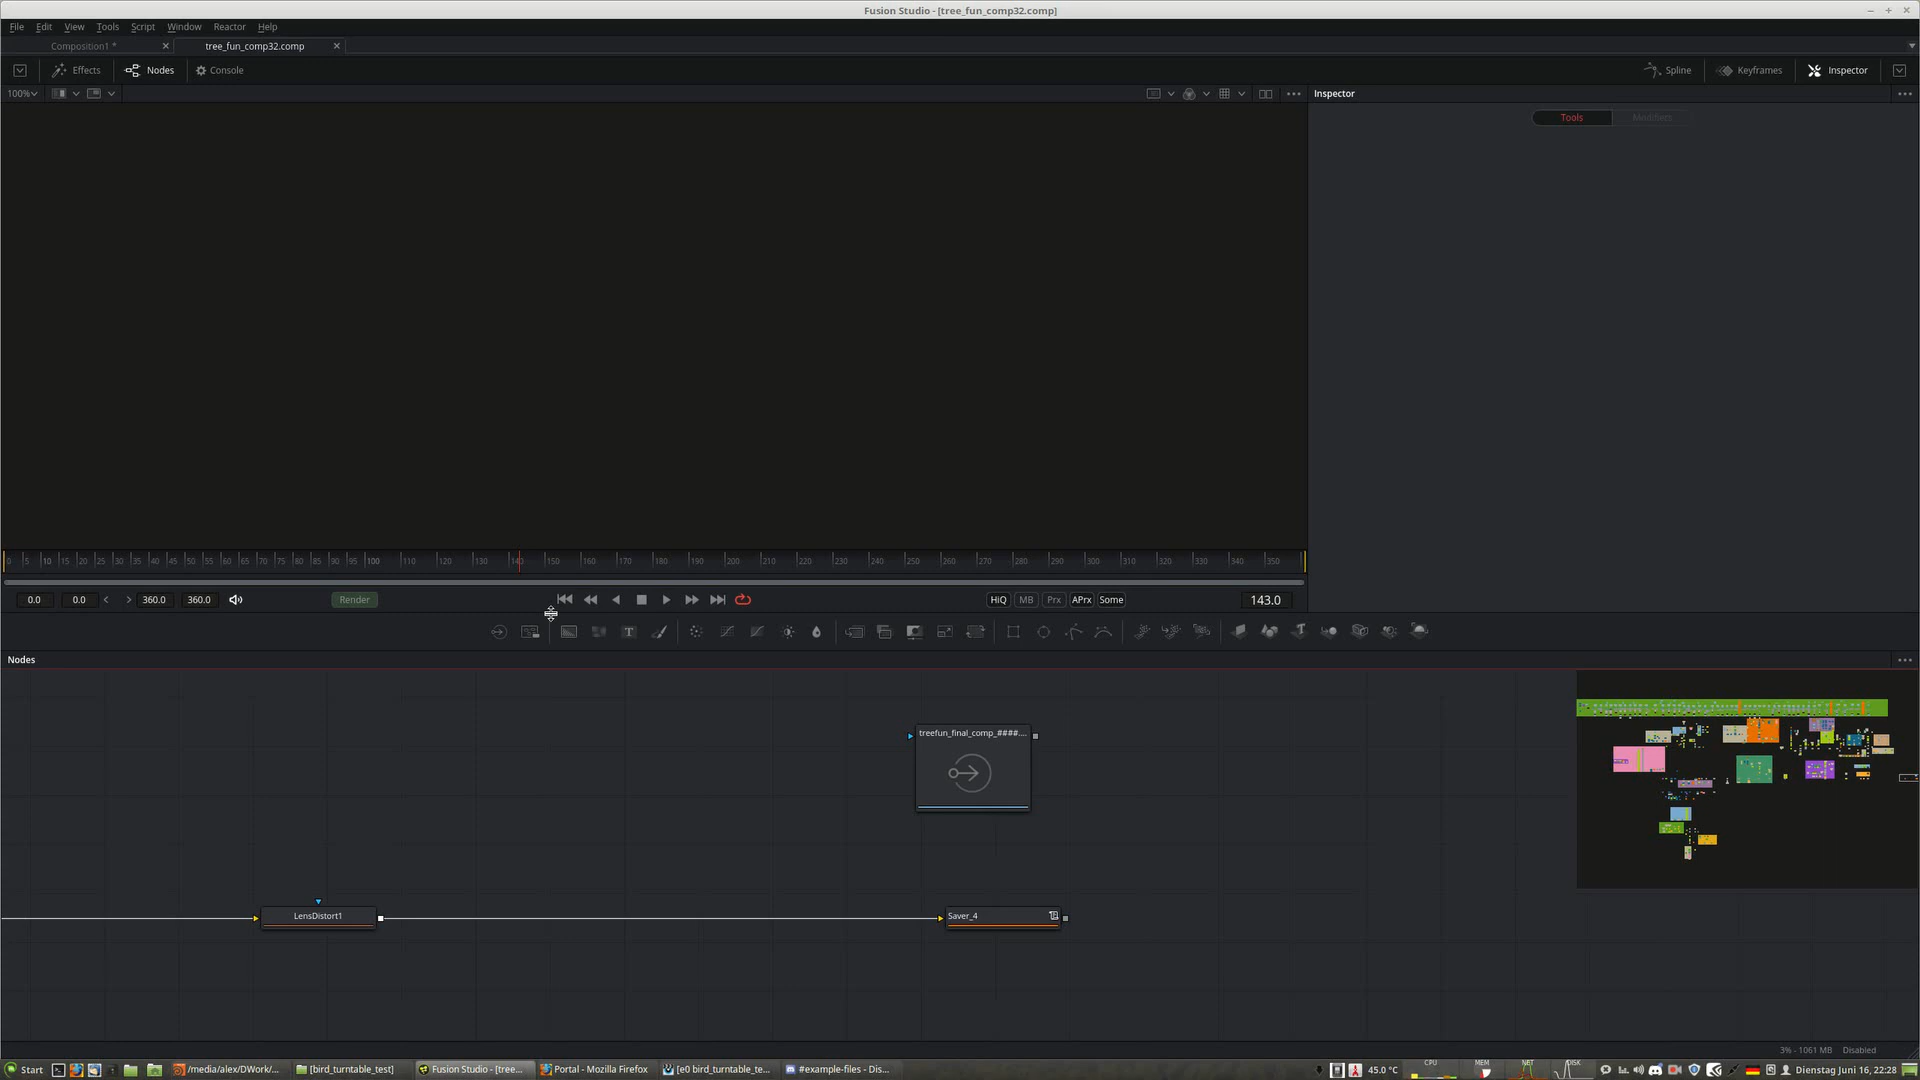 Fusion Studio - [tree_fun_comp32.comp]
File Edit View Tools Script Window Reactor Help
Composition1 * tree_fun_comp32.comp
Effects Nodes Console Spline Keyframes Inspector
100% Inspector
Tools Modifiers
0 5 10 15 20 25 30 35 40 45 50 55 60 65 70 75 80 85 90 95 100 110 120 130 140 150 160 170 180 190 200 210 220 230 240 250 260 270 280 290 300 310 320 330 340 350
0.0 0.0 < > 360.0 360.0 Render HiQ MB Prx APrx Some 143.0
Nodes
treefun_final_comp_####....
LensDistort1 Saver_4
3% - 1061 MB Disabled
Start /media/alex/DWork/... [bird_turntable_test] Fusion Studio - [tree... Portal - Mozilla Firefox [e0 bird_turntable_te... #example-files - Dis... 45.0 °C CPU MEM NET DISK Dienstag Juni 16, 22:28